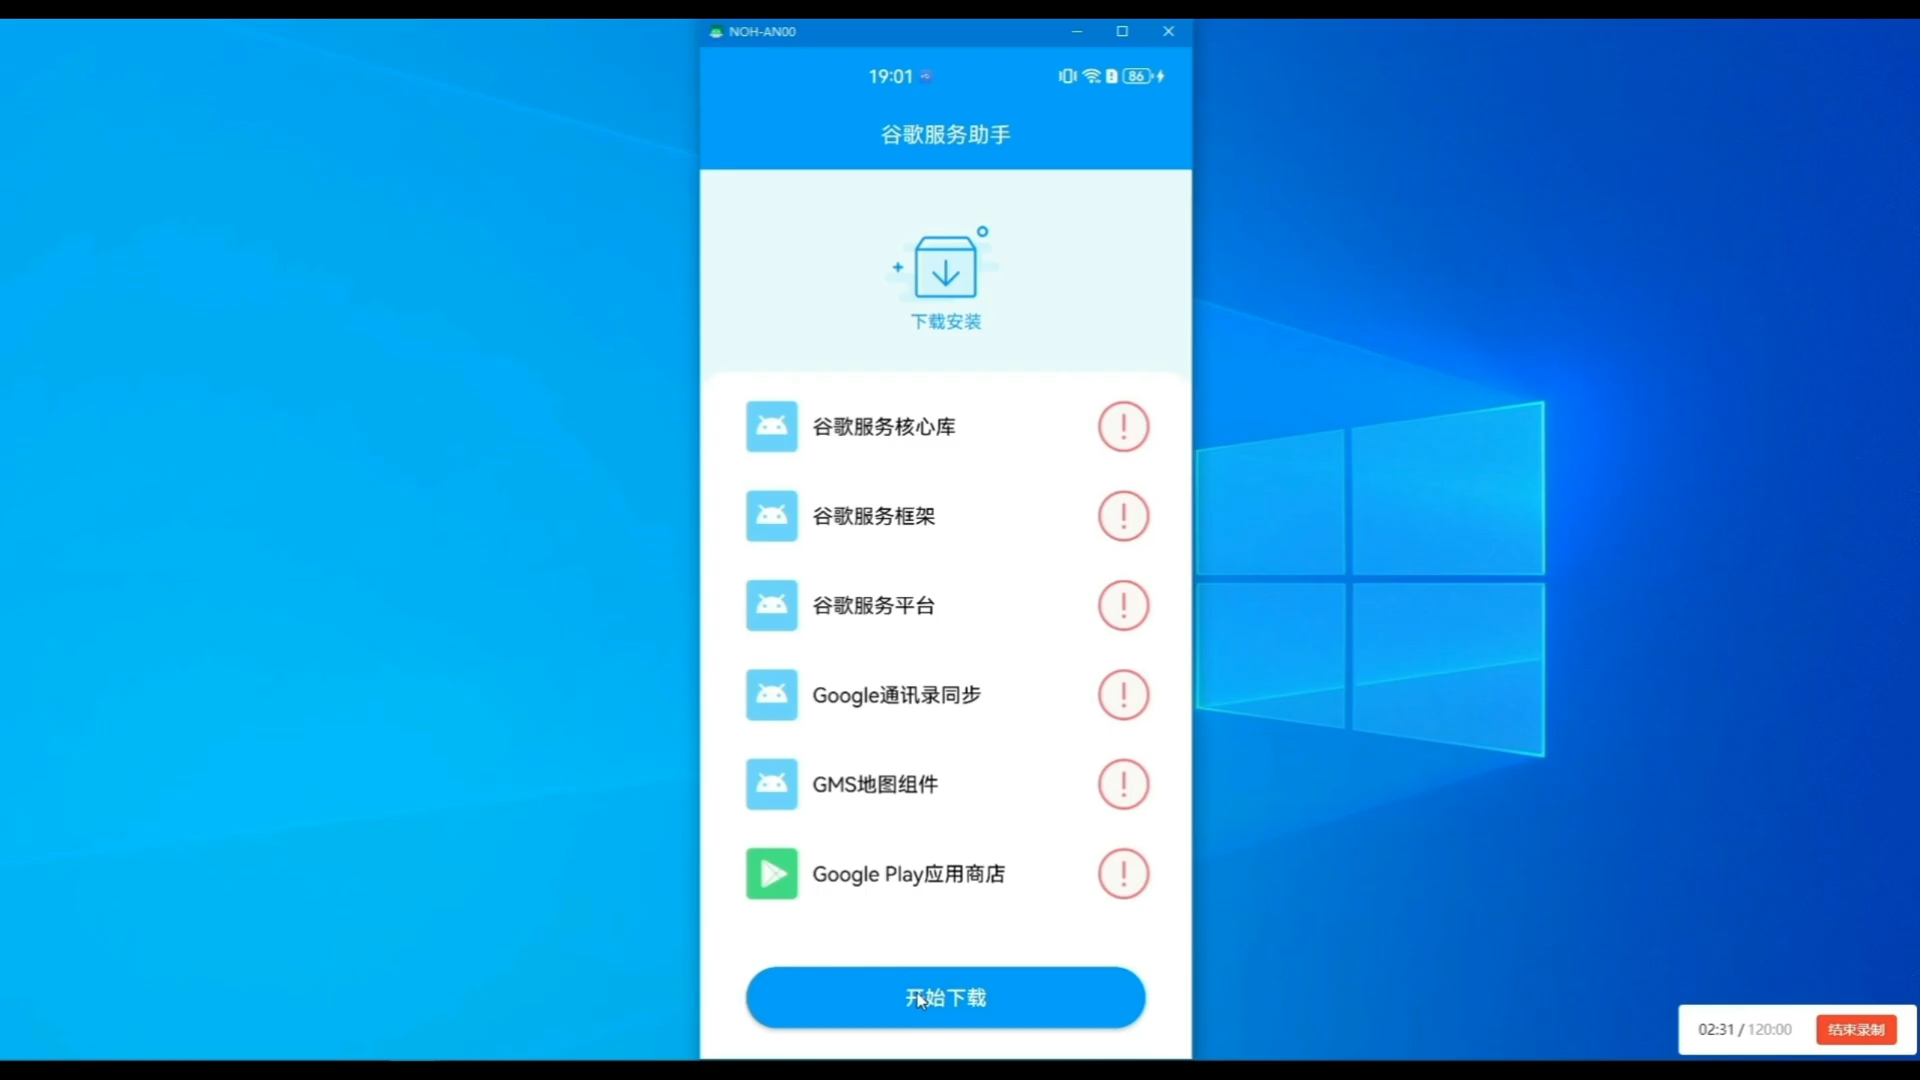 NOH-AN00
19:01
86
谷歌服务助手
下载安装
谷歌服务核心库
谷歌服务框架
谷歌服务平台
Google通讯录同步
GMS地图组件
Google Play应用商店
开始下载
02:31 / 120:00
结束录制